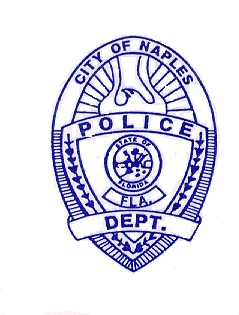 CITY OF NAPLES
POLICE
STATE OF
FLORIDA
FLA.
DEPT.